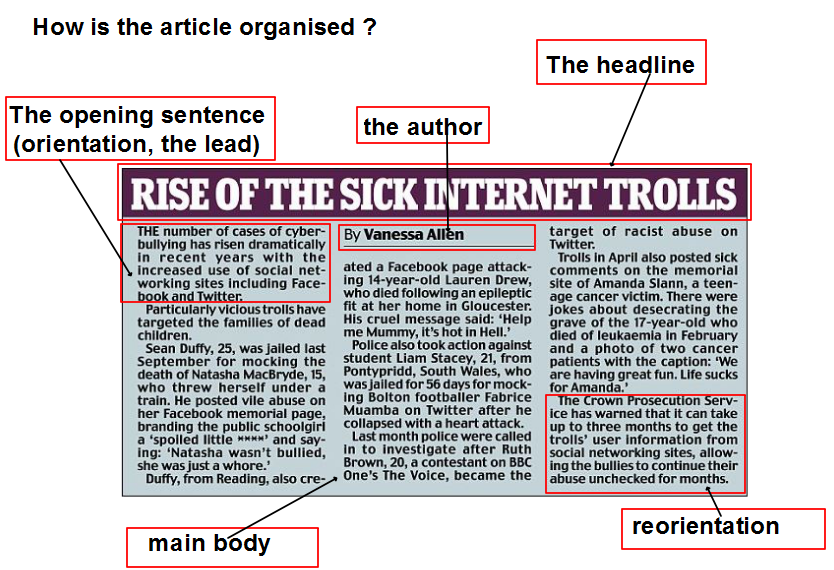 How is the article organised ?
The headline
The opening sentence
(orientation, the lead)
the author
RISE OF THE SICK INTERNET TROLLS
THE number of cases of cyber-
bullying has risen dramatically
in recent years with the
increased use of social net-
working sites including Face-
book and Twitter.
Particularly vicious trolls have
targeted the families of dead
children.
Sean Duffy, 25, was jailed last
September for mocking the
death of Natasha MacBryde, 15,
who threw herself under a
train. He posted vile abuse on
her Facebook memorial page,
branding the public schoolgirl
a ‘spoiled little ****’ and say-
ing: ‘Natasha wasn’t bullied,
she was just a whore.’
Duffy, from Reading, also cre-
By Vanessa Allen
ated a Facebook page attack-
ing 14-year-old Lauren Drew,
who died following an epileptic
fit at her home in Gloucester.
His cruel message said: ‘Help
me Mummy, it’s hot in Hell.’
Police also took action against
student Liam Stacey, 21, from
Pontypridd, South Wales, who
was jailed for 56 days for mock-
ing Bolton footballer Fabrice
Muamba on Twitter after he
collapsed with a heart attack.
Last month police were called
in to investigate after Ruth
Brown, 20, a contestant on BBC
One’s The Voice, became the
target of racist abuse on
Twitter.
Trolls in April also posted sick
comments on the memorial
site of Amanda Slann, a teen-
age cancer victim. There were
jokes about desecrating the
grave of the 17-year-old who
died of leukaemia in February
and a photo of two cancer
patients with the caption: ‘We
are having great fun. Life sucks
for Amanda.’
The Crown Prosecution Serv-
ice has warned that it can take
up to three months to get the
trolls’ user information from
social networking sites, allow-
ing the bullies to continue their
abuse unchecked for months.
main body
reorientation